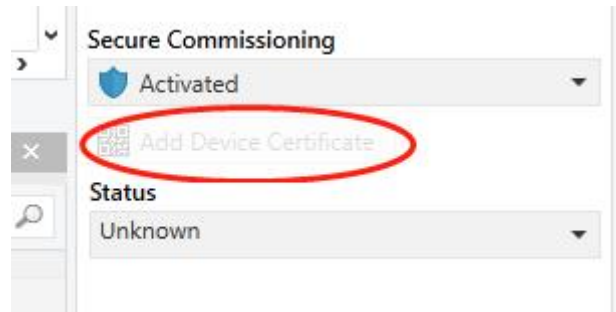 Secure Commissioning
Activated
Add Device Certificate
Status
Unknown